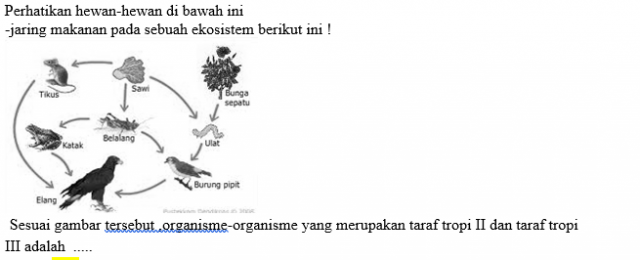 Perhatikan hewan-hewan di bawah ini
-jaring makanan pada sebuah ekosistem berikut ini !
Tikus
Sawi
Bunga
sepatu
Belalang
Katak
Ulat
Burung pipit
Elang
Sesuai gambar tersebut ,organisme-organisme yang merupakan taraf tropi II dan taraf tropi
III adalah .....